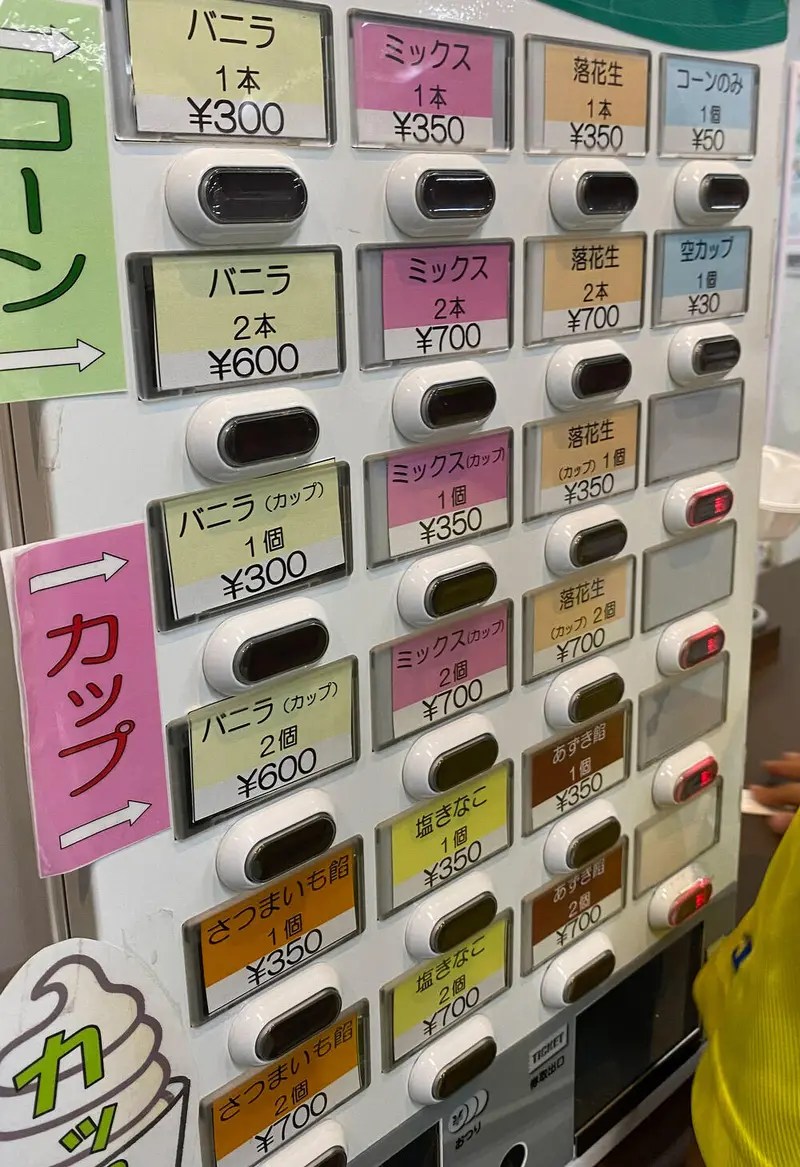 コーン
バニラ
1本
¥300
ミックス
1本
¥350
落花生
1本
¥350
コーンのみ
1個
¥50
バニラ
2本
¥600
ミックス
2本
¥700
落花生
2本
¥700
空カップ
1個
¥30
カップ
バニラ(カップ)
1個
¥300
ミックス(カップ)
1個
¥350
落花生
(カップ) 1個
¥350
バニラ(カップ)
2個
¥600
ミックス(カップ)
2個
¥700
落花生
(カップ) 2個
¥700
さつまいも餡
1個
¥350
塩きなこ
1個
¥350
あずき餡
1個
¥350
さつまいも餡
2個
¥700
塩きなこ
2個
¥700
あずき餡
2個
¥700
カッ
TICKET
おつり